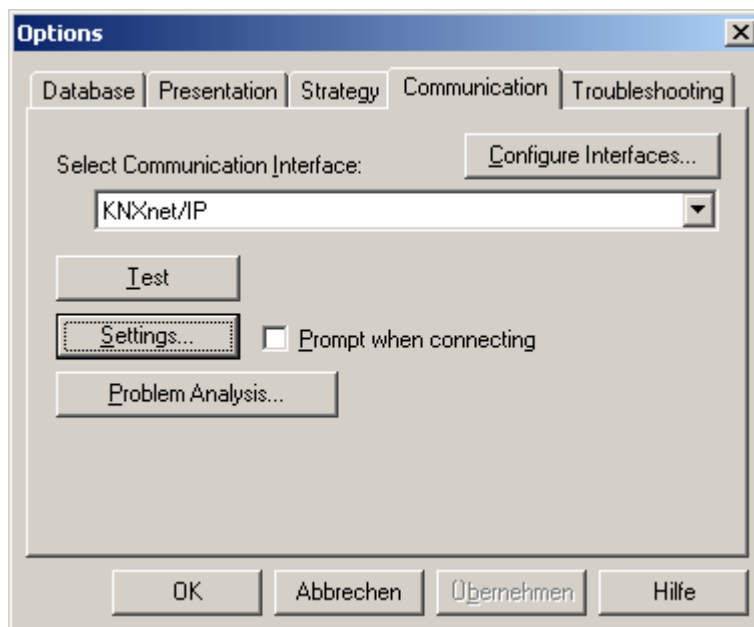 Options
Database Presentation Strategy Communication Troubleshooting
Configure Interfaces...
Select Communication Interface:
KNXnet/IP
Test
Settings... Prompt when connecting
Problem Analysis...
OK Abbrechen Übernehmen Hilfe